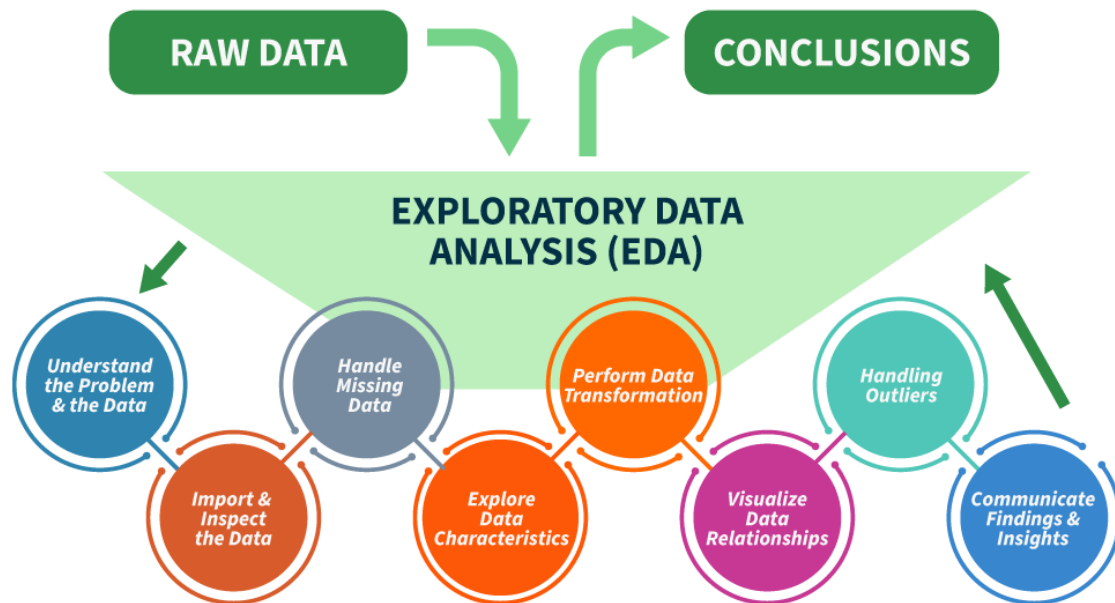 RAW DATA
CONCLUSIONS
EXPLORATORY DATA
ANALYSIS (EDA)
Understand
the Problem
& the Data
Import &
Inspect
the Data
Handle
Missing
Data
Explore
Data
Characteristics
Perform Data
Transformation
Visualize
Data
Relationships
Handling
Outliers
Communicate
Findings &
Insights